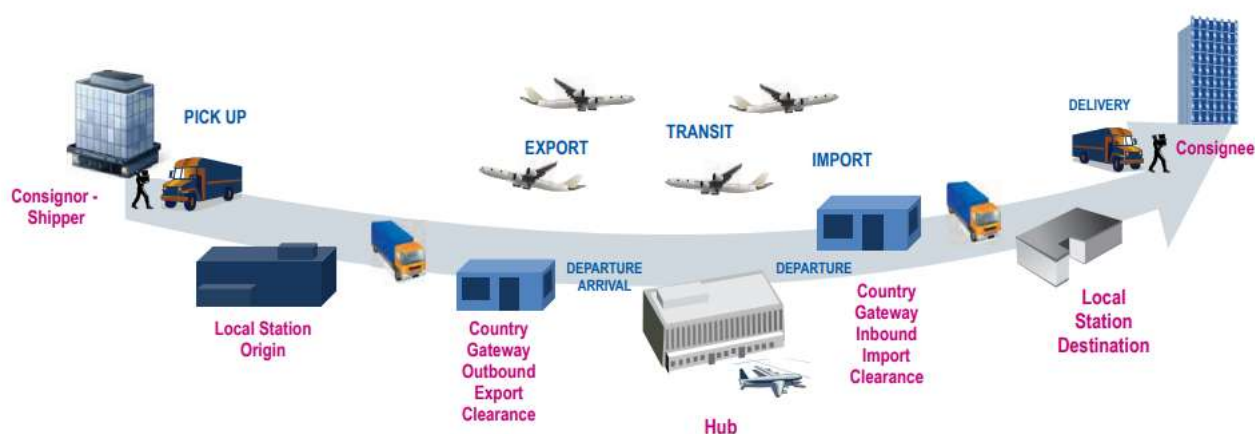 PICK UP
Consignor -
Shipper
Local Station
Origin
EXPORT
Country
Gateway
Outbound
Export
Clearance
DEPARTURE
ARRIVAL
TRANSIT
Hub
DEPARTURE
IMPORT
Country
Gateway
Inbound
Import
Clearance
Local
Station
Destination
DELIVERY
Consignee